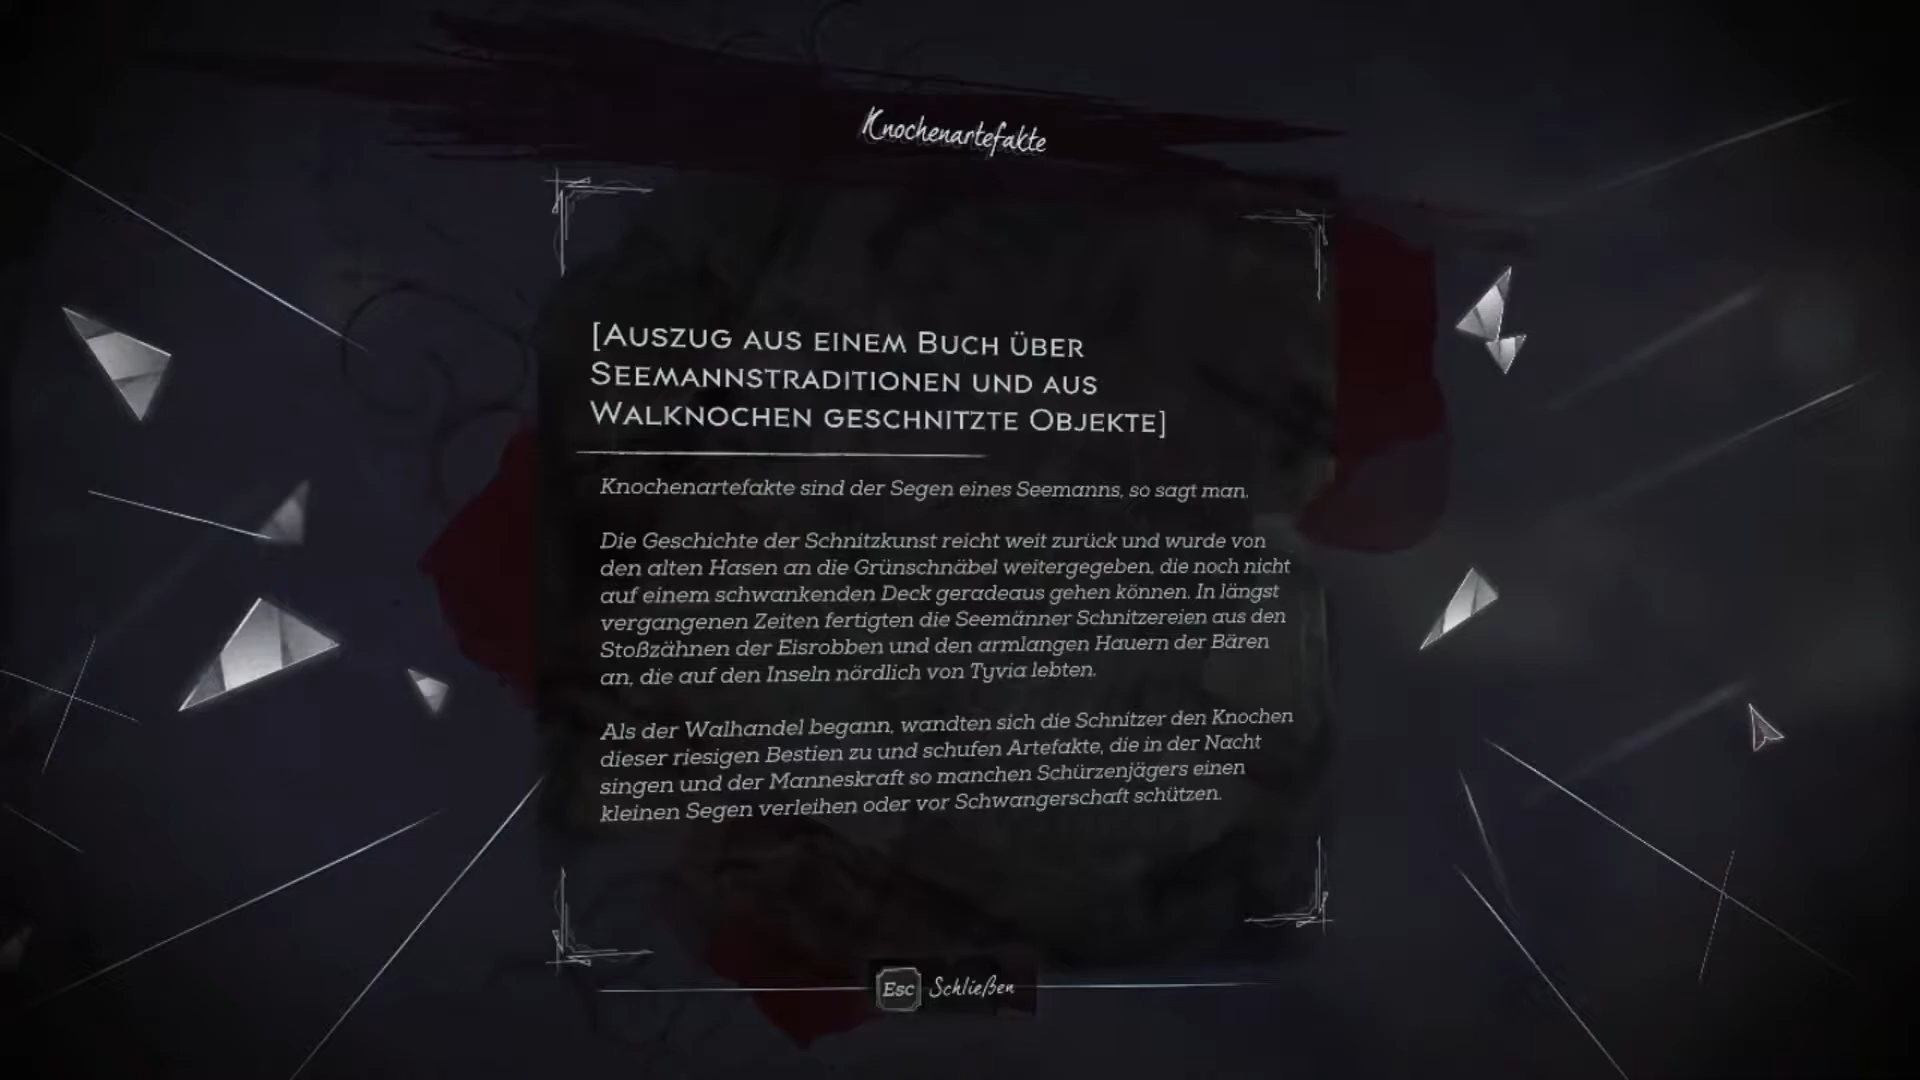 Knochenartefakte
[Auszug aus einem Buch über
Seemannstraditionen und aus
Walknochen geschnitzte Objekte]
Knochenartefakte sind der Segen eines Seemanns, so sagt man.
Die Geschichte der Schnitzkunst reicht weit zurück und wurde von
den alten Hasen an die Grünschnäbel weitergegeben, die noch nicht
auf einem schwankenden Deck geradeaus gehen können. In längst
vergangenen Zeiten fertigten die Seemänner Schnitzereien aus den
Stoßzähnen der Eisrobben und den armlangen Hauern der Bären
an, die auf den Inseln nördlich von Tyvia lebten.
Als der Walhandel begann, wandten sich die Schnitzer den Knochen
dieser riesigen Bestien zu und schufen Artefakte, die in der Nacht
singen und der Manneskraft so manchen Schürzenjägers einen
kleinen Segen verleihen oder vor Schwangerschaft schützen.
Esc Schließen